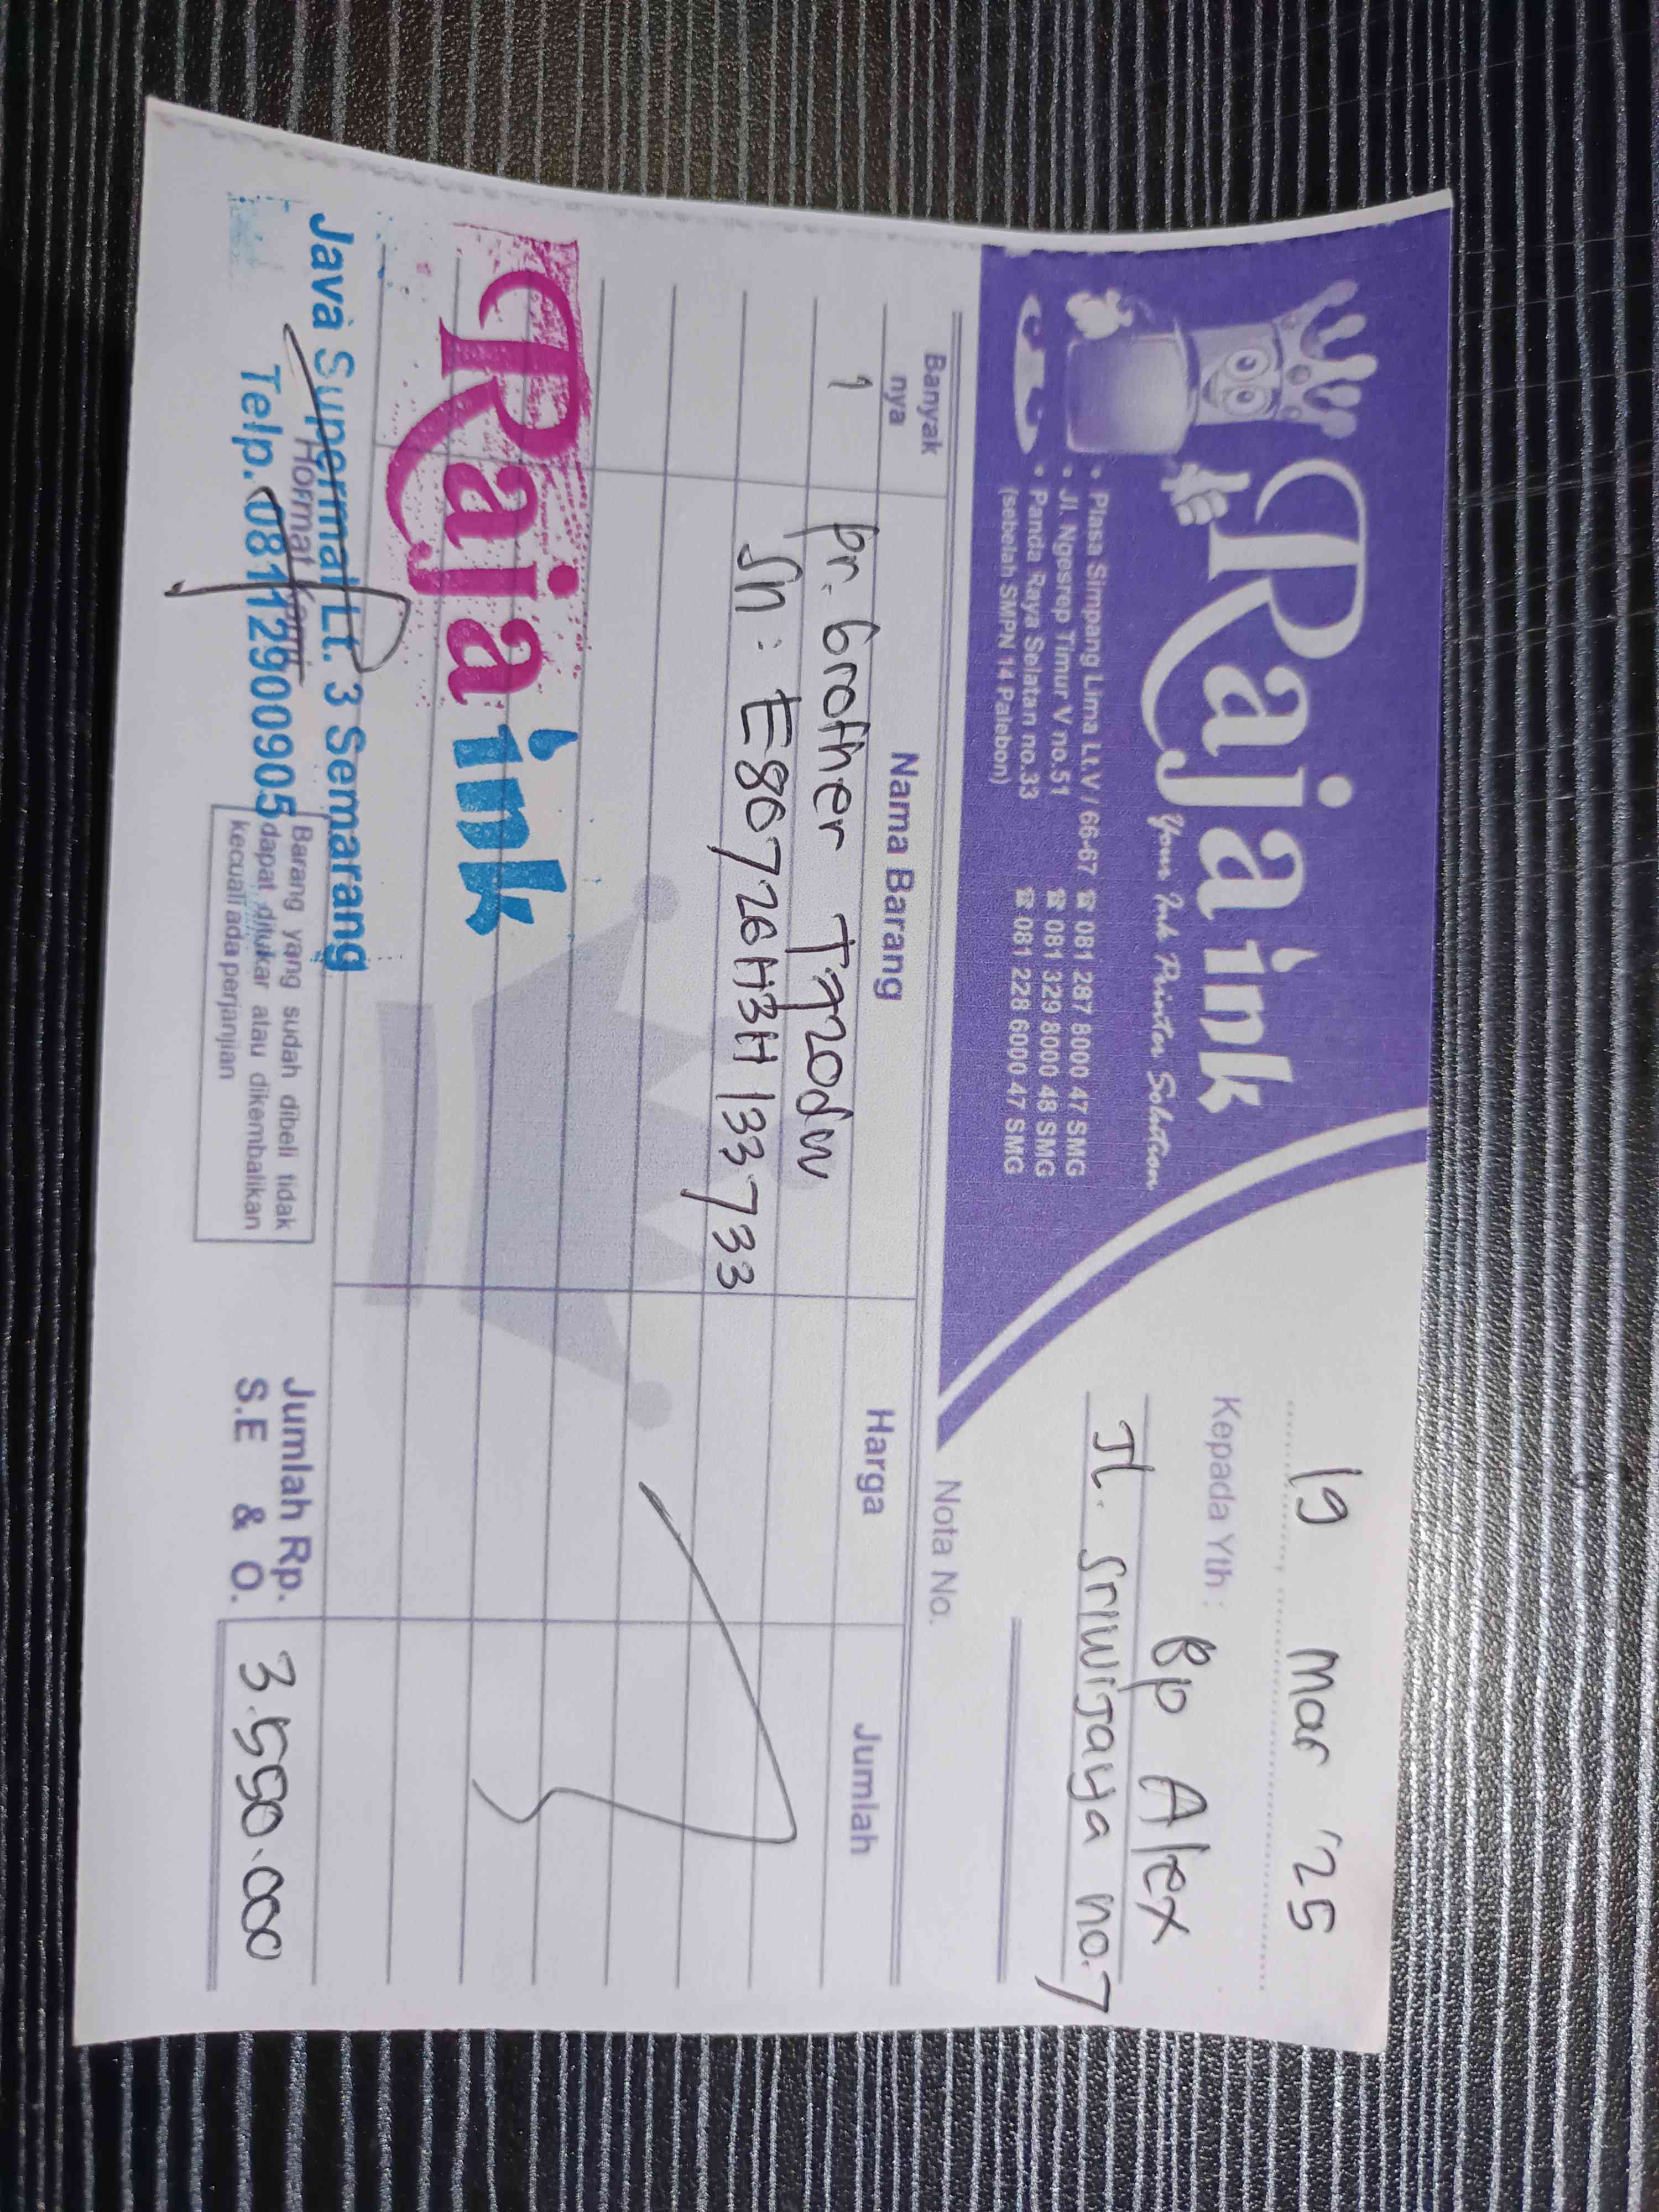 Raja ink
Your Ink Printer Solution
• Plasa Simpang Lima Lt.V / 66-67 ☎ 081 287 8000 47 SMG
• Jl. Ngesrep Timur V no.51 ☎ 081 329 8000 48 SMG
• Panda Raya Selatan no.33 ☎ 081 228 6000 47 SMG
(sebelah SMPN 14 Palebon)
19 Mar '25
Kepada Yth : Bp Alex
Jl. Sriwijaya no.7
Nota No.
Banyak nya Nama Barang Harga Jumlah
1 pr. Brother T920dw
Sn : E80726H3H133733
Raja ink
Java Supermal Lt. 3 Semarang
Hormat Kami
Telp. 08112900905
Barang yang sudah dibeli tidak
dapat ditukar atau dikembalikan
kecuali ada perjanjian
Jumlah Rp. 3.550.000
S.E & O.